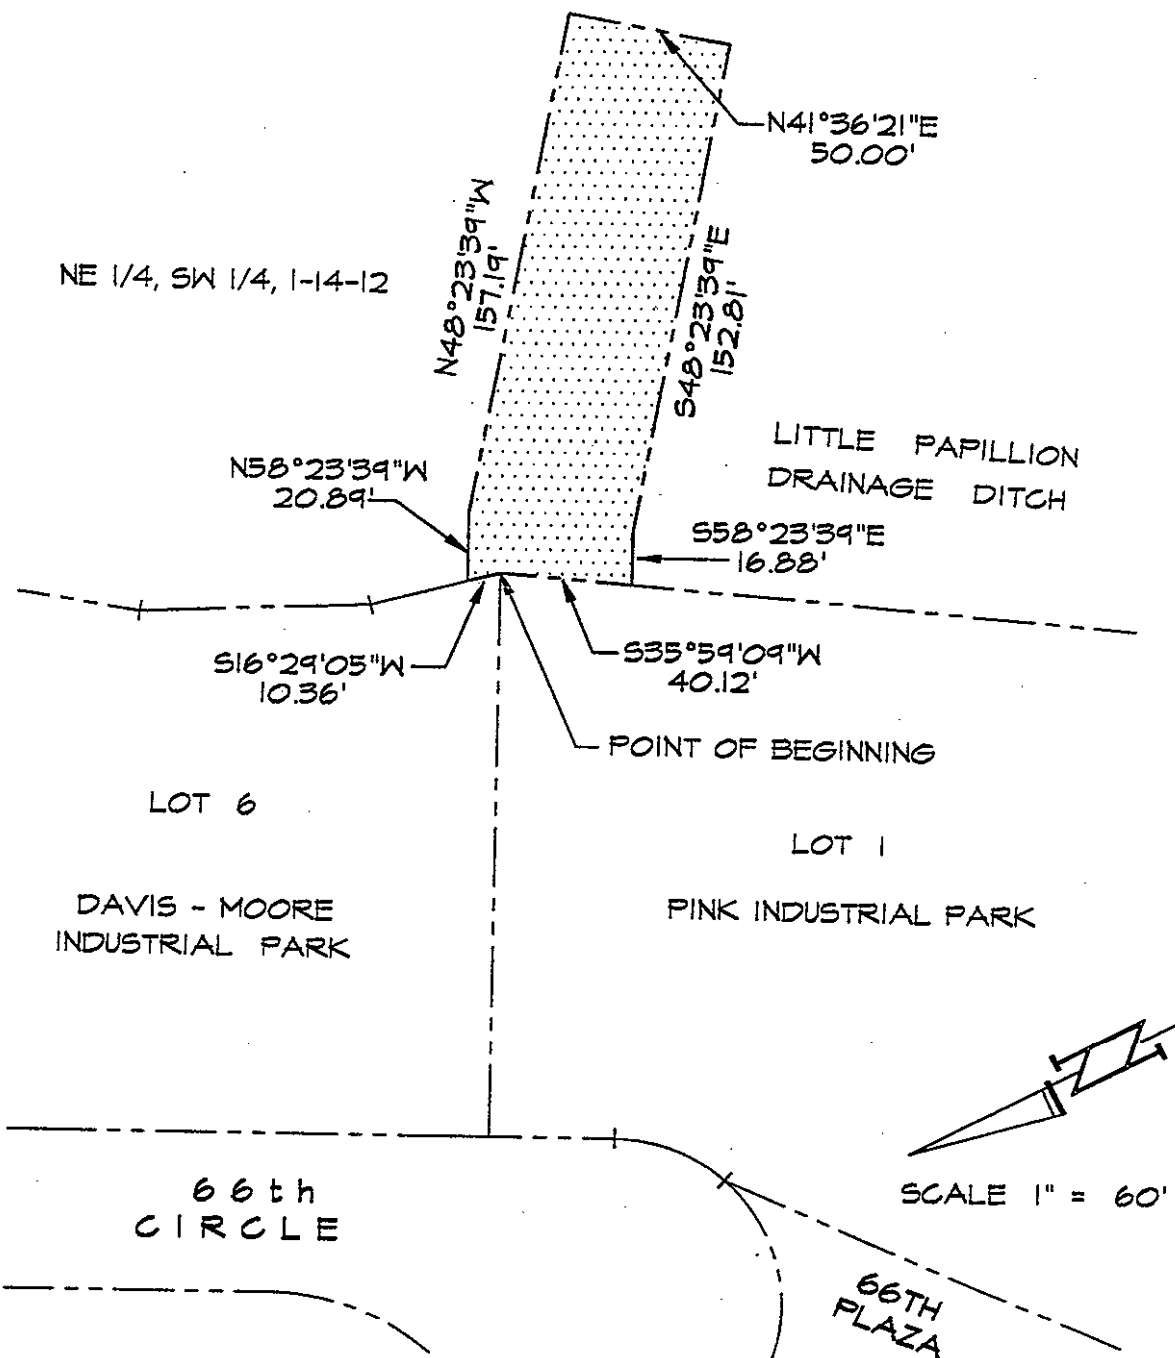 N41°36'21"E
50.00'
N48°23'39"W
157.19'
S48°23'39"E
152.81'
NE 1/4, SW 1/4, 1-14-12
LITTLE PAPILLION
DRAINAGE DITCH
N58°23'39"W
20.89'
S58°23'39"E
16.88'
S16°29'05"W
10.36'
S35°59'09"W
40.12'
POINT OF BEGINNING
LOT 6
LOT 1
DAVIS - MOORE
INDUSTRIAL PARK
PINK INDUSTRIAL PARK
N
SCALE 1" = 60'
66th
CIRCLE
66TH
PLAZA